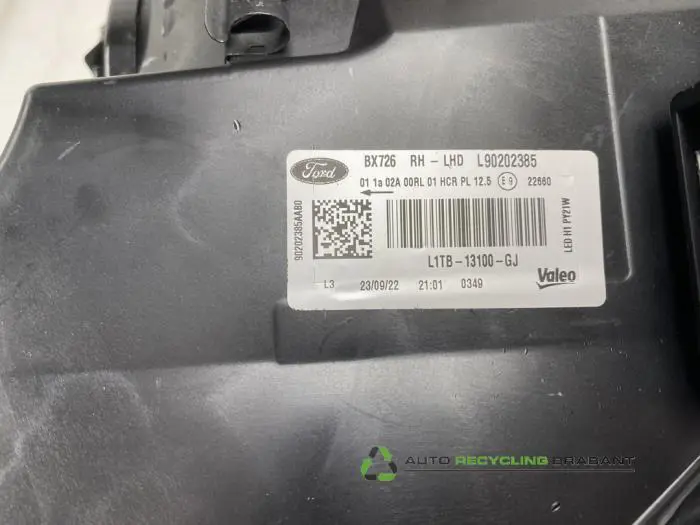 Ford
BX726 RH - LHD L90202385
01 1a 02A 00RL 01 HCR PL 12.5 E9 22660
90202385AAB0
LED H1 PY21W
L1TB-13100-GJ
L3 23/09/22 21:01 0349
Valeo
AUTO RECYCLING BRABANT